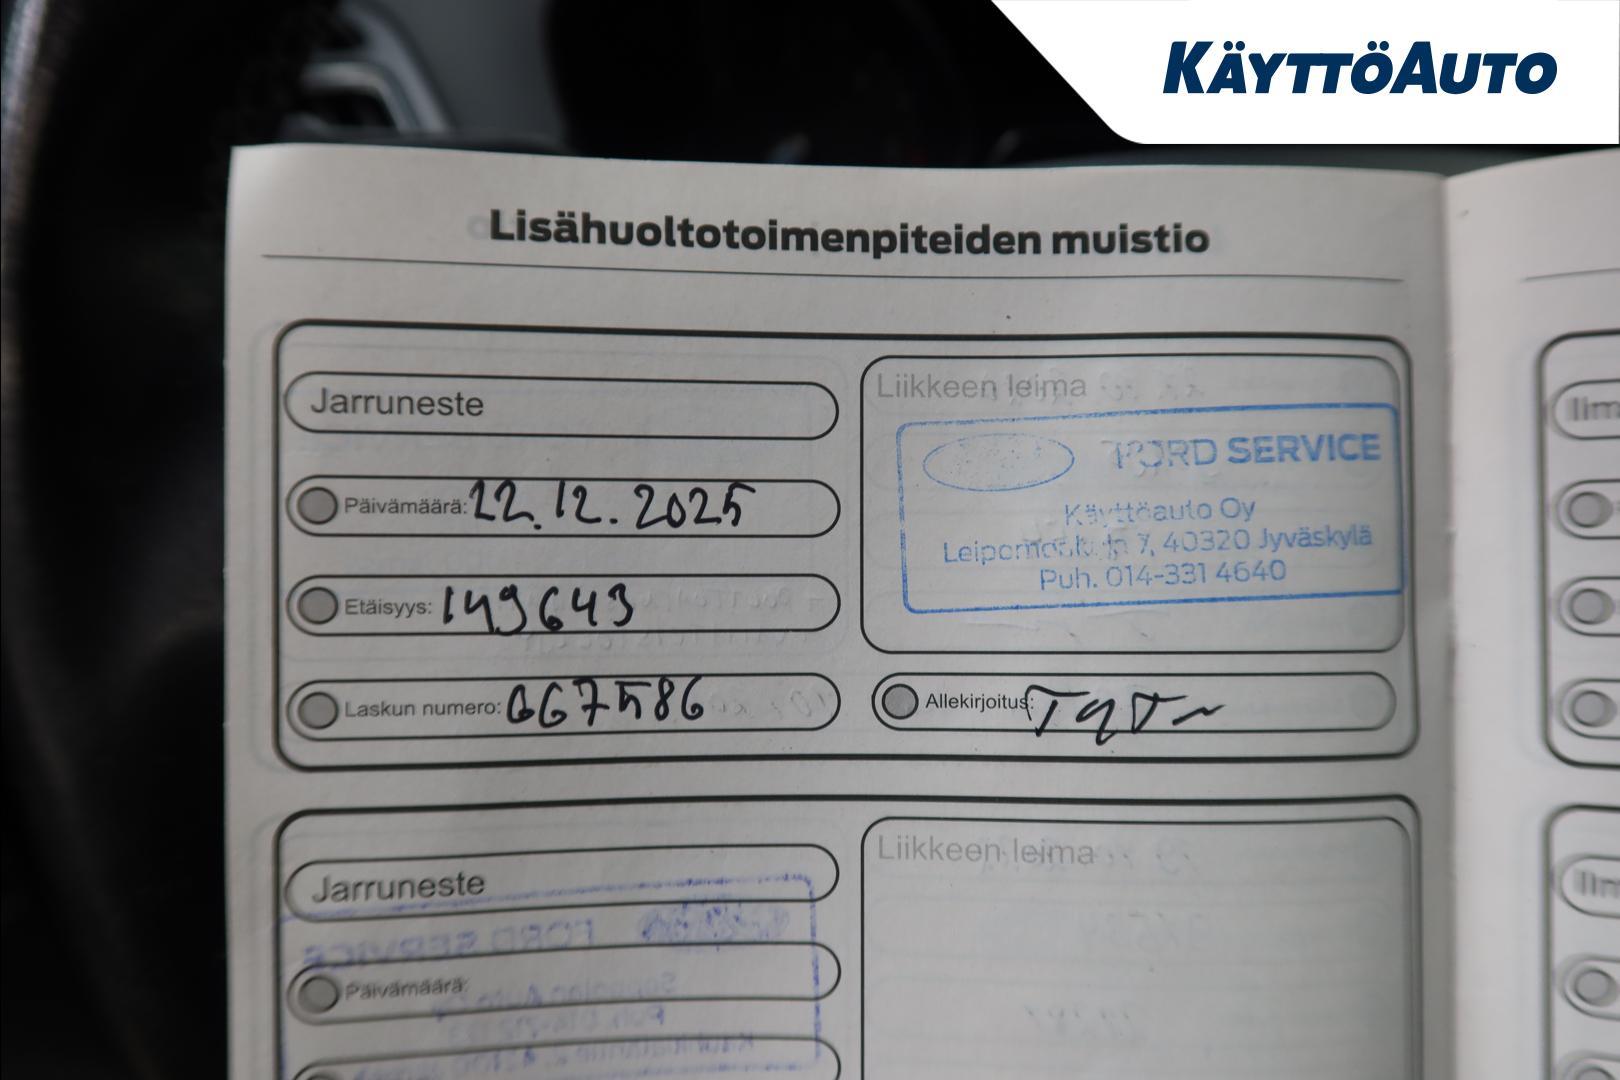 KÄYTTÖAUTO
Lisähuoltotoimenpiteiden muistio
Jarruneste
Päivämäärä: 22.12.2025
Etäisyys: 149643
Laskun numero: 667586
Liikkeen leima
FORD SERVICE
Käyttöauto Oy
7, 40320 Jyväskylä
Puh. 014-331 4640
Allekirjoitus:
Jarruneste
Päivämäärä:
Liikkeen leima